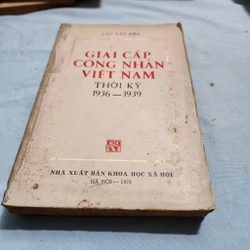 GIAI CẤP
CÔNG NHÂN
VIỆT NAM
THỜI KỲ
1936 — 1939
NHÀ XUẤT BẢN KHOA HỌC XÃ HỘI
HÀ NỘI — 1979